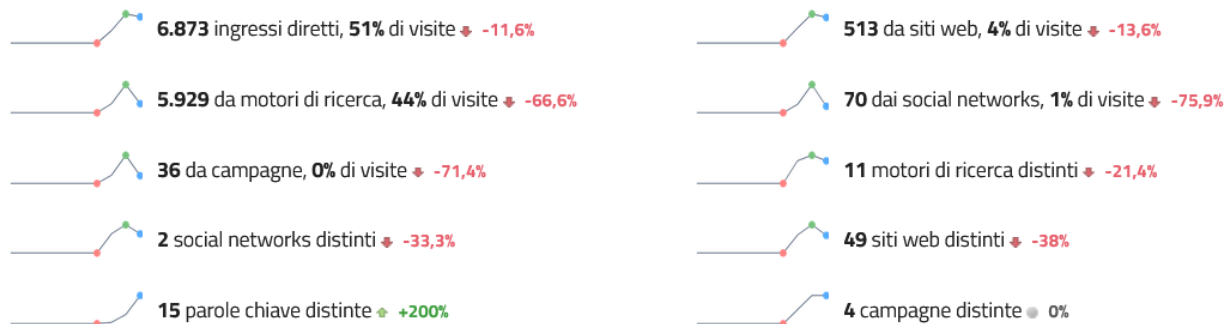 6.873 ingressi diretti, 51% di visite -11,6%
513 da siti web, 4% di visite -13,6%
5.929 da motori di ricerca, 44% di visite -66,6%
70 dai social networks, 1% di visite -75,9%
36 da campagne, 0% di visite -71,4%
11 motori di ricerca distinti -21,4%
2 social networks distinti -33,3%
49 siti web distinti -38%
15 parole chiave distinte +200%
4 campagne distinte 0%